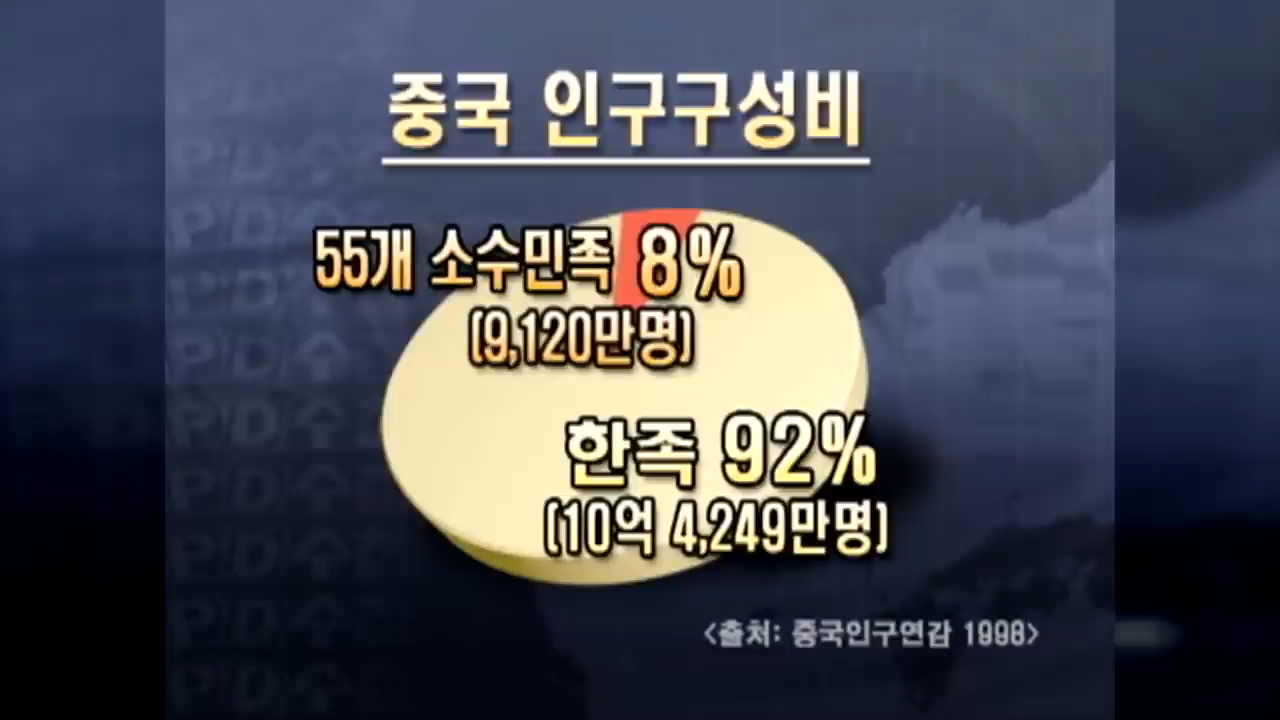 중국 인구구성비
55개 소수민족 8%
(9,120만명)
한족 92%
(10억 4,249만명)
<출처: 중국인구연감 1998>